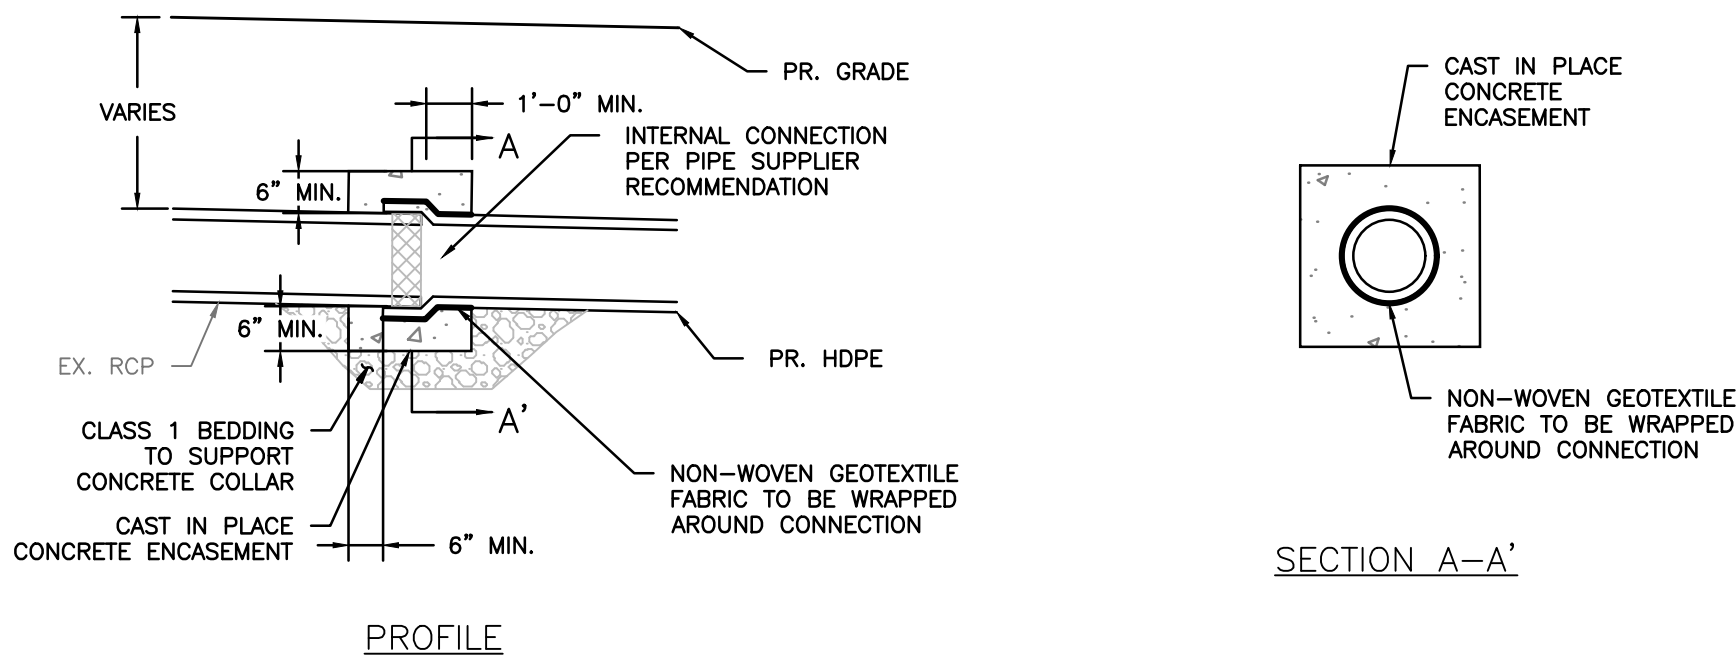 PR. GRADE
VARIES
1'-0" MIN.
A
INTERNAL CONNECTION
PER PIPE SUPPLIER
RECOMMENDATION
6" MIN.
6" MIN.
EX. RCP
PR. HDPE
A'
CLASS 1 BEDDING
TO SUPPORT
CONCRETE COLLAR
NON-WOVEN GEOTEXTILE
FABRIC TO BE WRAPPED
AROUND CONNECTION
CAST IN PLACE
CONCRETE ENCASEMENT
6" MIN.
PROFILE
CAST IN PLACE
CONCRETE
ENCASEMENT
NON-WOVEN GEOTEXTILE
FABRIC TO BE WRAPPED
AROUND CONNECTION
SECTION A-A'